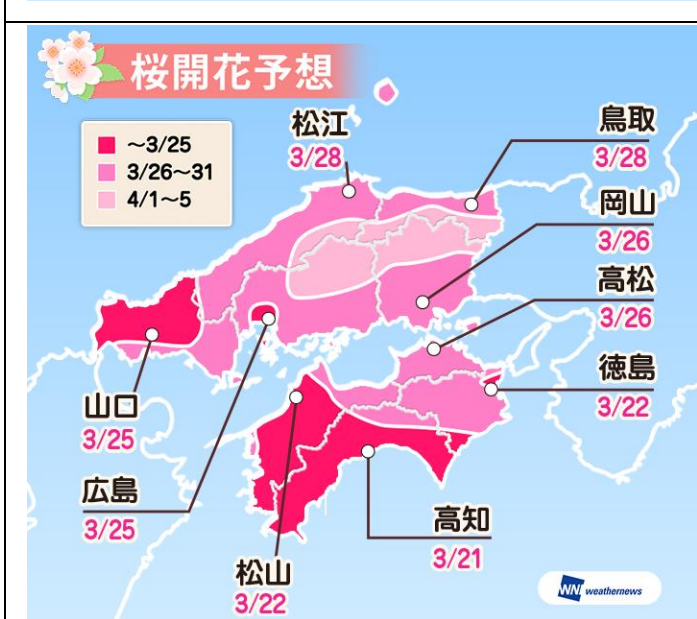 桜開花予想
～3/25
3/26～31
4/1～5
松江
3/28
鳥取
3/28
岡山
3/26
高松
3/26
徳島
3/22
山口
3/25
広島
3/25
高知
3/21
松山
3/22
WNI weathernews